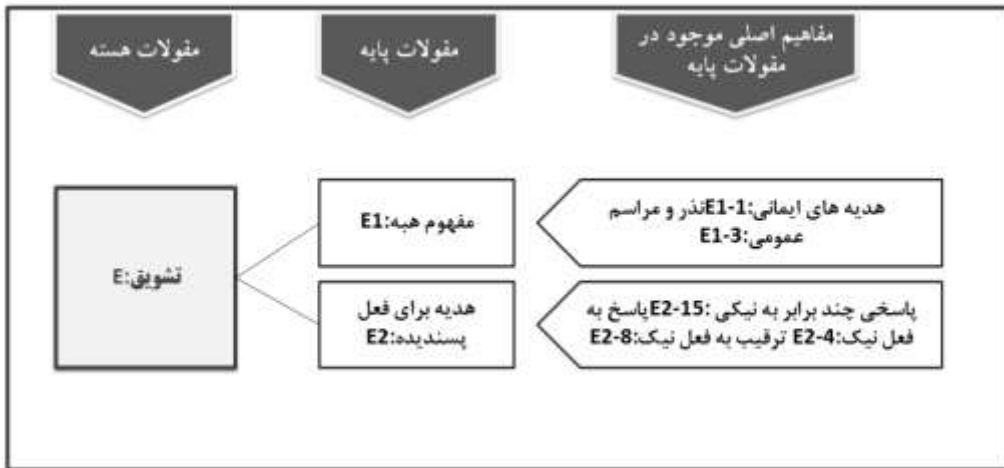 مفاهیم اصلی موجود در
مقولات پایه
مقولات پایه
مقولات هسته
هدیه های ایمانی:E1-1نذر و مراسم
عمومی:E1-3
مفهوم هبه:E1
تشویق:E
پاسخی چند برابر به نیکی :E2-15پاسخ به
فعل نیک:E2-4 ترقیب به فعل نیک:E2-8
هدیه برای فعل
پسندیده:E2